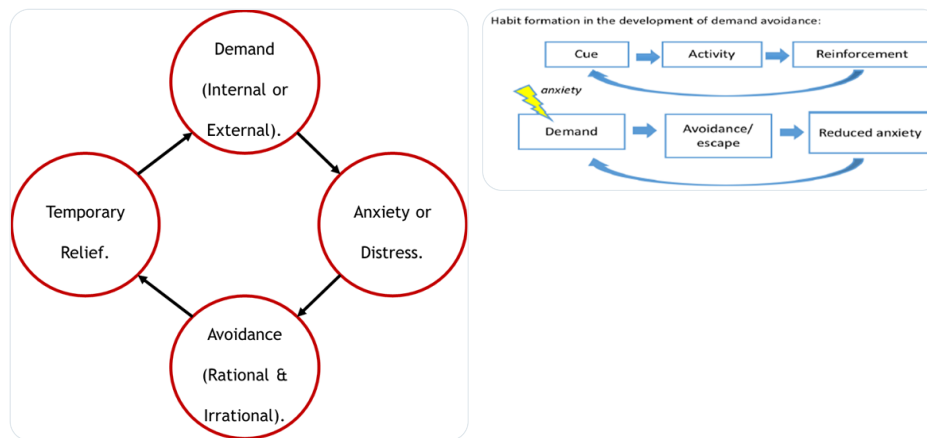 Demand
(Internal or
External).
Temporary
Relief.
Anxiety or
Distress.
Avoidance
(Rational &
Irrational).
Habit formation in the development of demand avoidance:
Cue
Activity
Reinforcement
anxiety
Demand
Avoidance/
escape
Reduced anxiety